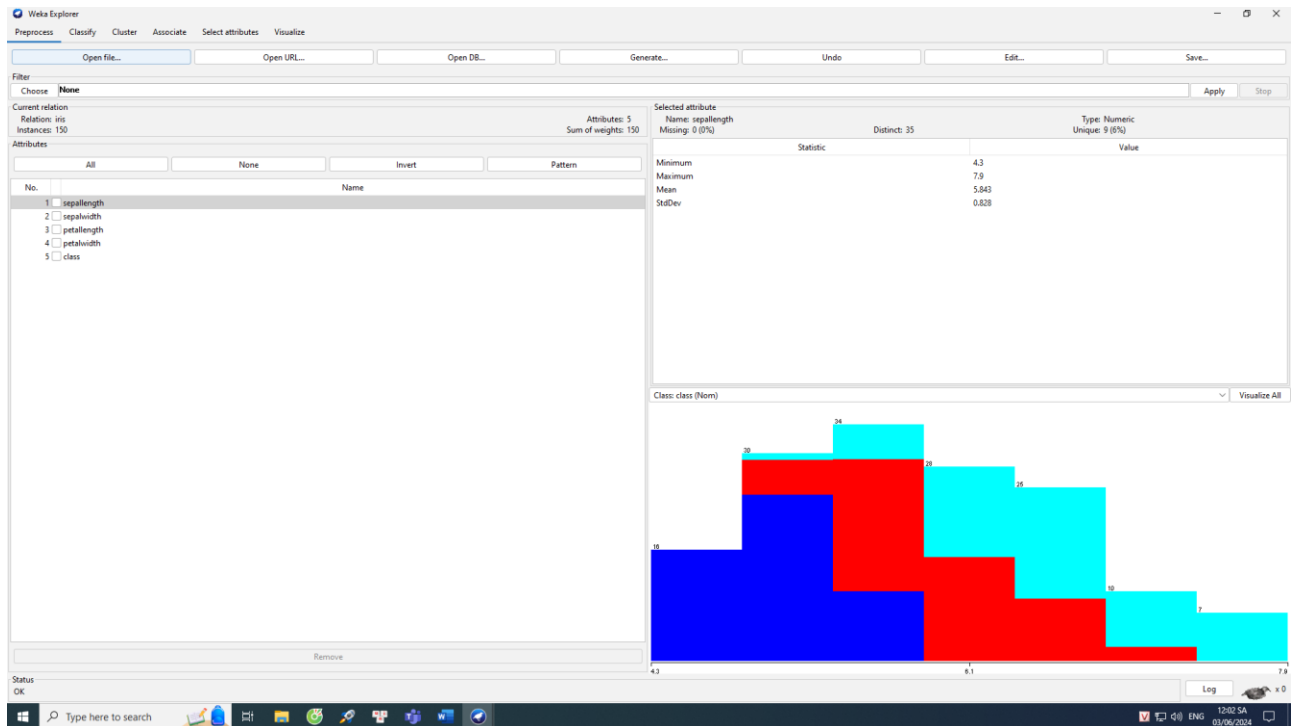 Weka Explorer
Preprocess Classify Cluster Associate Select attributes Visualize
Open file... Open URL... Open DB... Generate... Undo Edit... Save...
Filter
Choose None Apply Stop
Current relation
Relation: iris Attributes: 5
Instances: 150 Sum of weights: 150
Selected attribute
Name: sepallength Type: Numeric
Missing: 0 (0%) Distinct: 35 Unique: 9 (6%)
Attributes
All None Invert Pattern
No. Name
1 sepallength
2 sepalwidth
3 petallength
4 petalwidth
5 class
Remove
Statistic Value
Minimum 4.3
Maximum 7.9
Mean 5.843
StdDev 0.828
Class: class (Nom) Visualize All
34
30
28
25
16
10
7
4.3 6.1 7.9
Status
OK Log x 0
Type here to search ENG 12:02 SA
03/06/2024